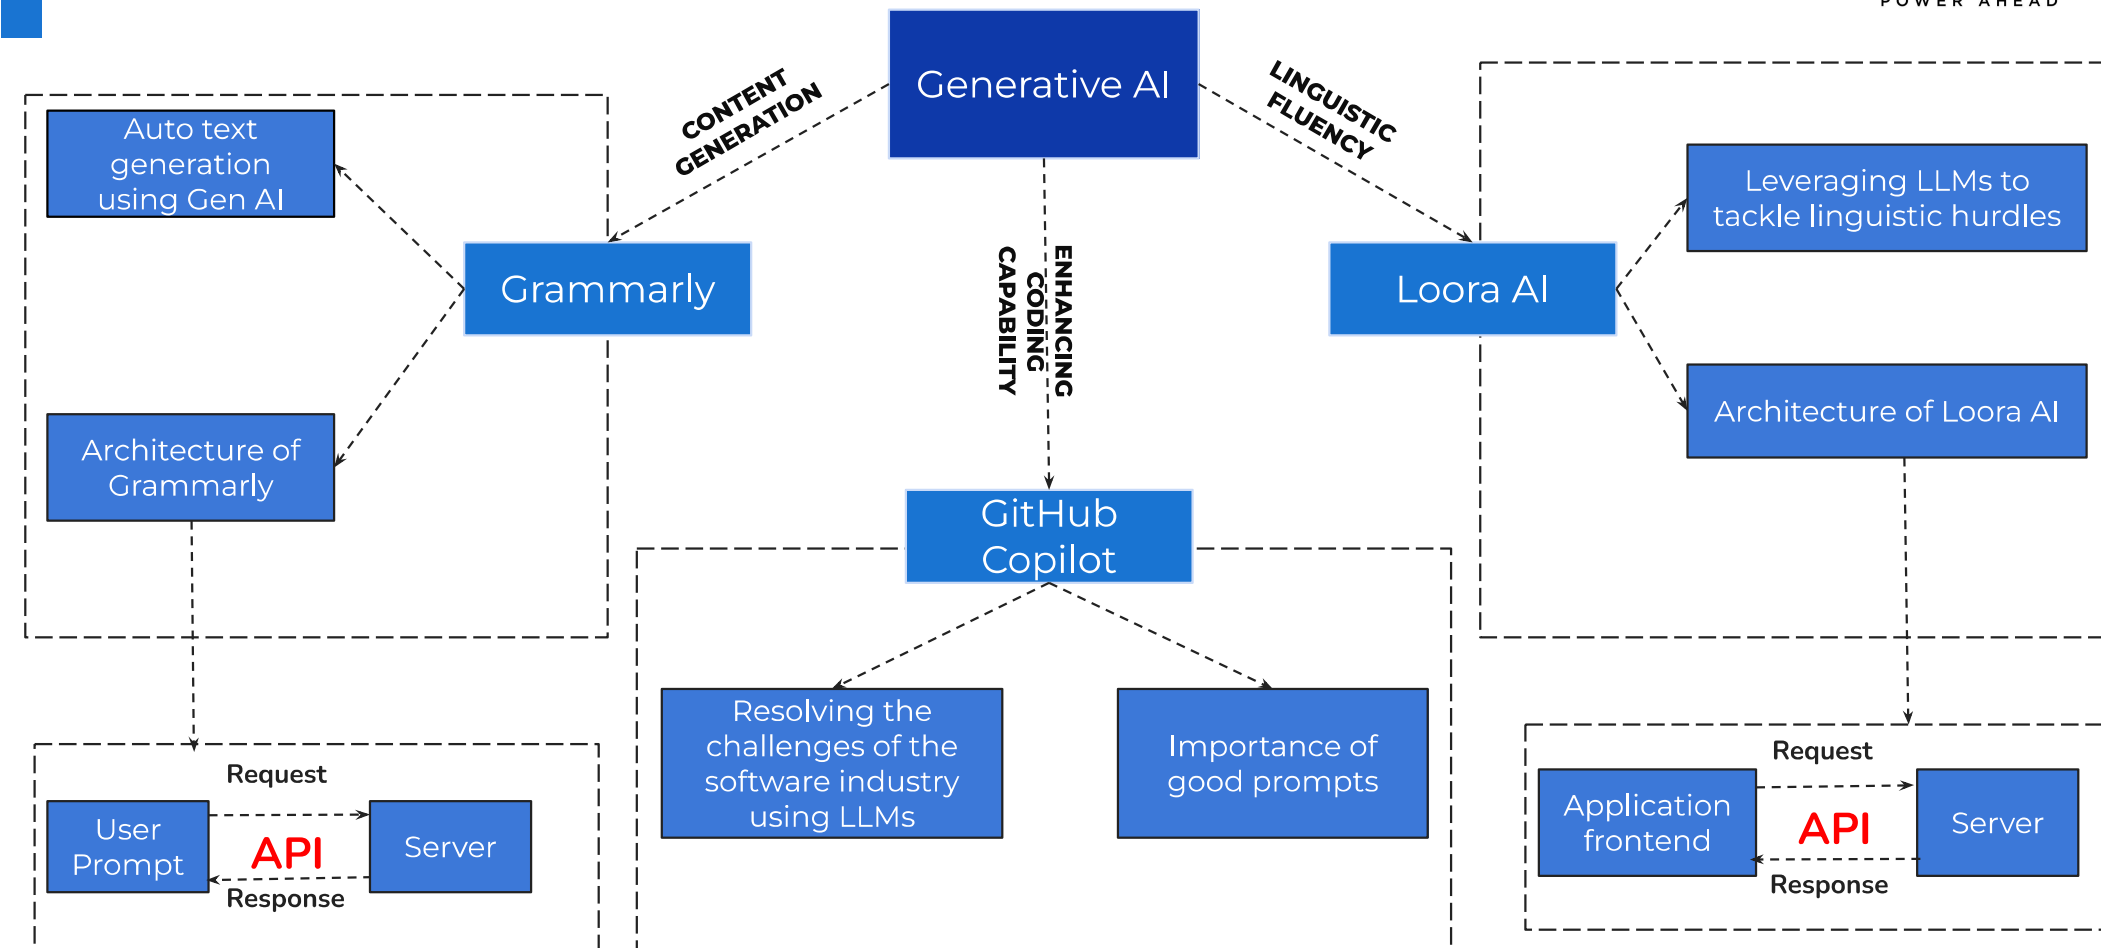 POWER AHEAD
Generative AI
CONTENT
GENERATION
LINGUISTIC
FLUENCY
ENHANCING
CODING
CAPABILITY
Auto text
generation
using Gen AI
Grammarly
Architecture of
Grammarly
Request
User
Prompt
API
Server
Response
GitHub
Copilot
Resolving the
challenges of the
software industry
using LLMs
Importance of
good prompts
Loora AI
Leveraging LLMs to
tackle linguistic hurdles
Architecture of Loora AI
Request
Application
frontend
API
Server
Response